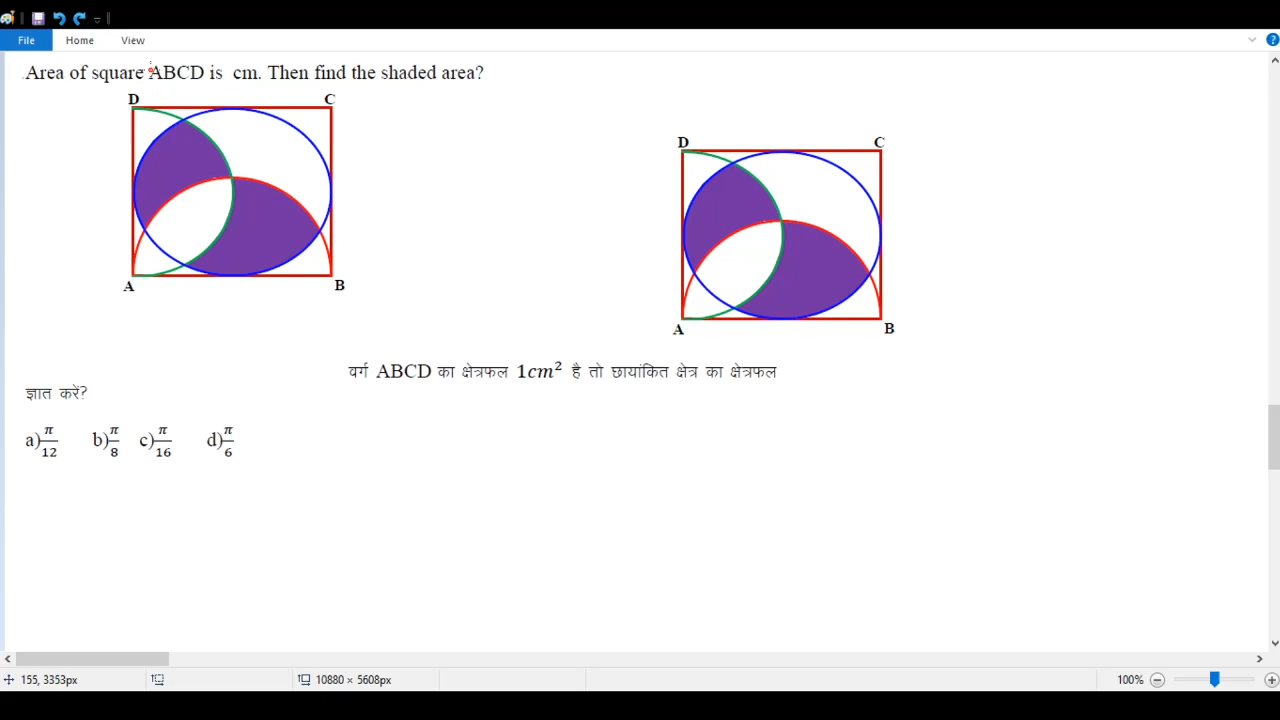 File Home View
Area of square ABCD is cm. Then find the shaded area?
D C
D C
A B
A B
वर्ग ABCD का क्षेत्रफल 1cm² है तो छायांकित क्षेत्र का क्षेत्रफल
ज्ञात करें?
a) π/12 b) π/8 c) π/16 d) π/6
155, 3353px 10880 × 5608px 100%